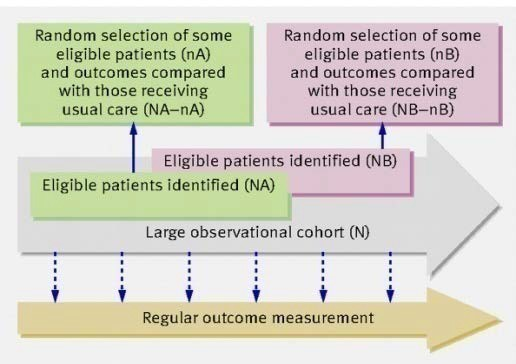 Random selection of some
eligible patients (nA)
and outcomes compared
with those receiving
usual care (NA–nA)
Random selection of some
eligible patients (nB)
and outcomes compared
with those receiving
usual care (NB–nB)
Eligible patients identified (NB)
Eligible patients identified (NA)
Large observational cohort (N)
Regular outcome measurement